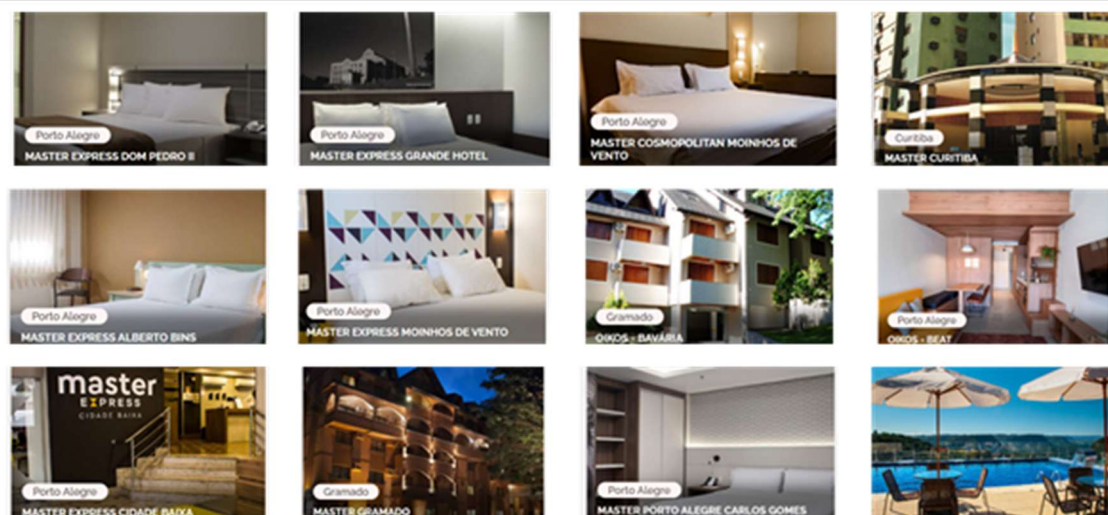 Porto Alegre
MASTER EXPRESS DOM PEDRO II
Porto Alegre
MASTER EXPRESS GRANDE HOTEL
Porto Alegre
MASTER COSMOPOLITAN MOINHOS DE
VENTO
Curitiba
MASTER CURITIBA
Porto Alegre
MASTER EXPRESS ALBERTO BINS
Porto Alegre
MASTER EXPRESS MOINHOS DE VENTO
Gramado
OIKOS - BAVÁRIA
Porto Alegre
OIKOS - BEAT
master
EXPRESS
CIDADE BAIXA
Porto Alegre
MASTER EXPRESS CIDADE BAIXA
Gramado
MASTER GRAMADO
Porto Alegre
MASTER PORTO ALEGRE CARLOS GOMES